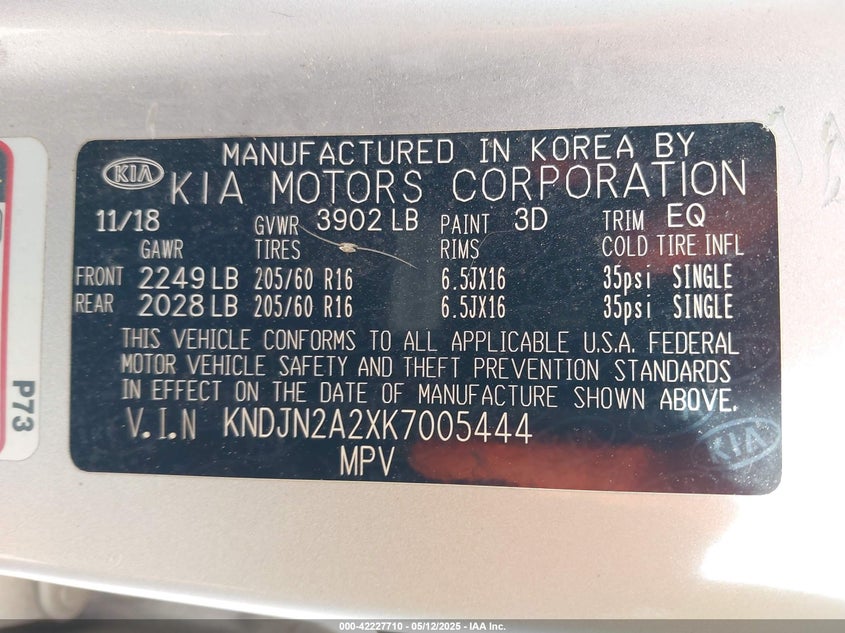 MANUFACTURED IN KOREA BY
KIA KIA MOTORS CORPORATION
11/18 GVWR 3902 LB PAINT 3D TRIM EQ
GAWR TIRES RIMS COLD TIRE INFL
FRONT 2249 LB 205/60 R16 6.5JX16 35psi SINGLE
REAR 2028 LB 205/60 R16 6.5JX16 35psi SINGLE
THIS VEHICLE CONFORMS TO ALL APPLICABLE U.S.A. FEDERAL
MOTOR VEHICLE SAFETY AND THEFT PREVENTION STANDARDS
IN EFFECT ON THE DATE OF MANUFACTURE SHOWN ABOVE.
V.I.N KNDJN2A2XK7005444
MPV
KIA
P73
000-42227710 - 05/12/2025 - IAA Inc.